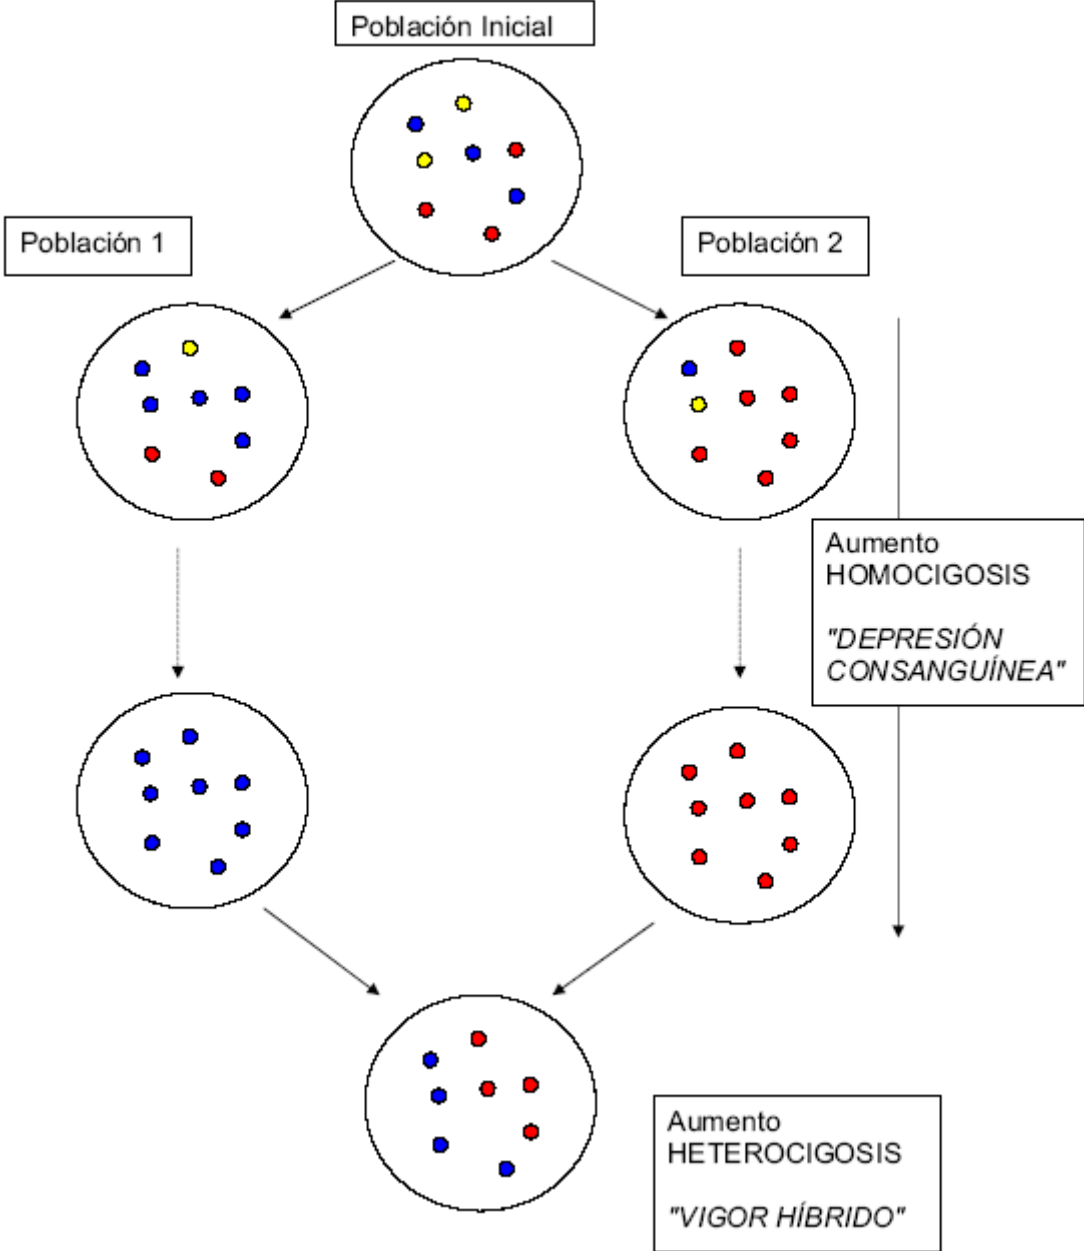 Población Inicial
Población 1
Población 2
Aumento
HOMOCIGOSIS
"DEPRESIÓN
CONSANGUÍNEA"
Aumento
HETEROCIGOSIS
"VIGOR HÍBRIDO"